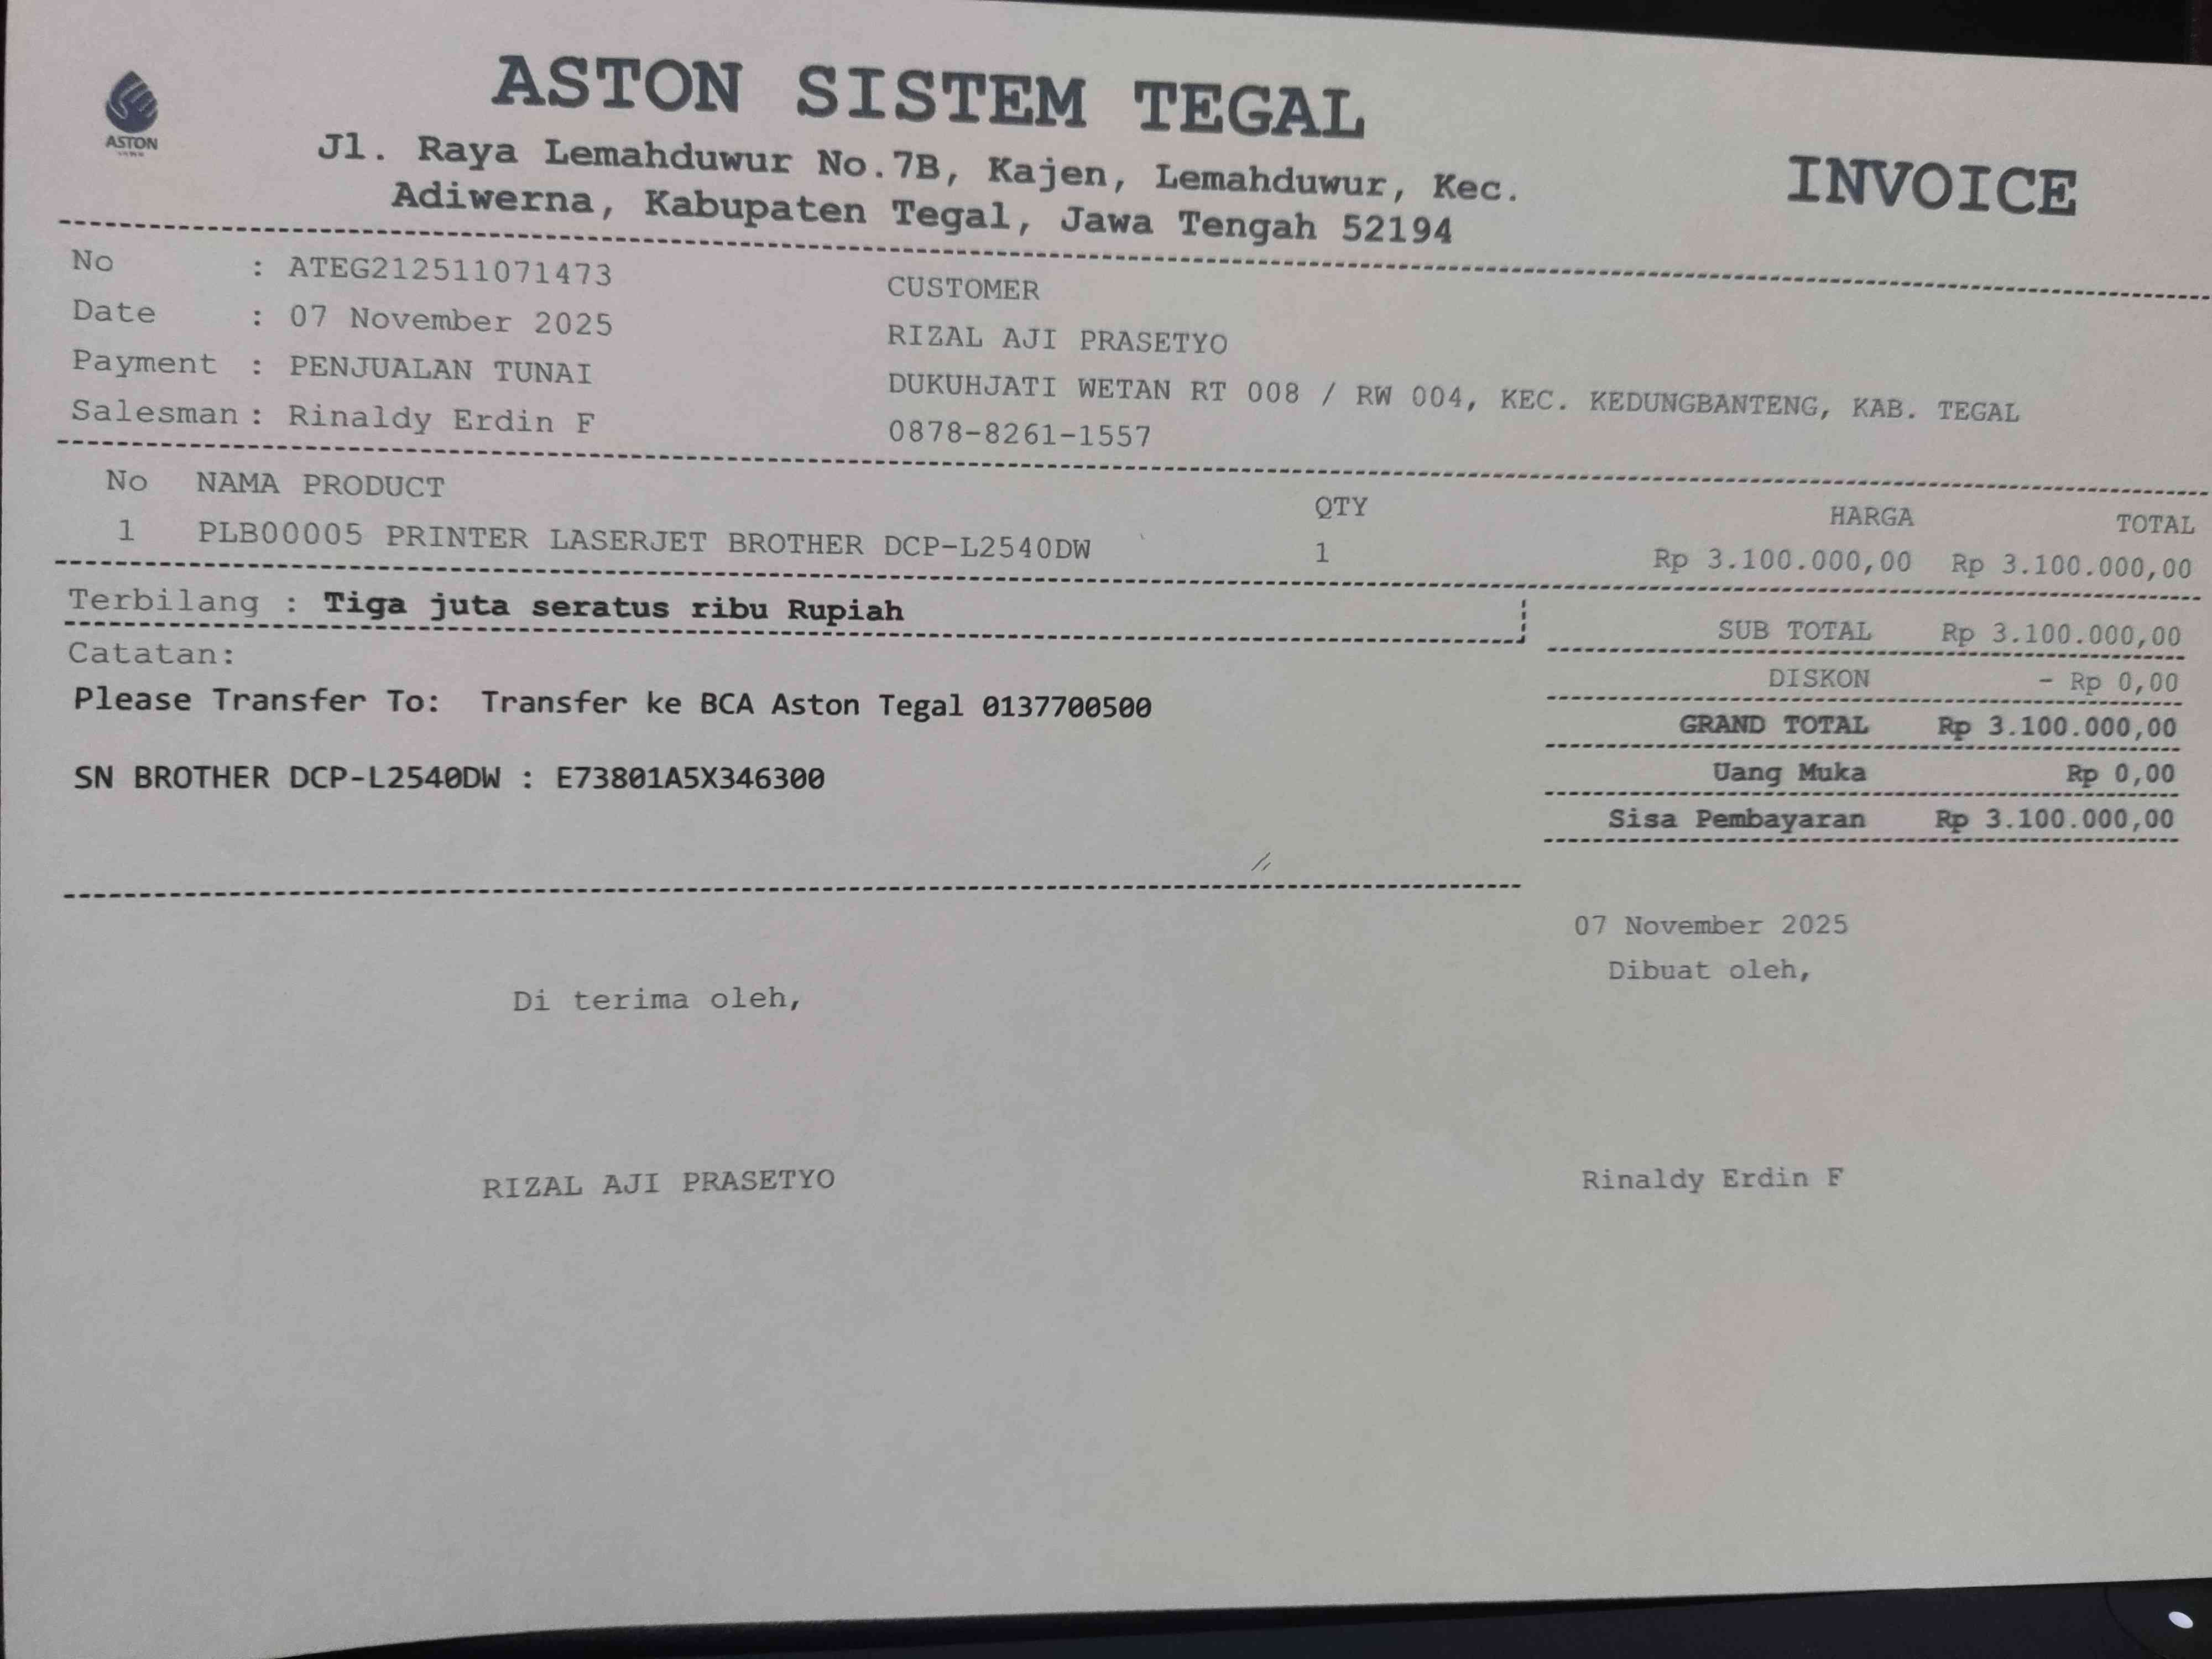 ASTON
ASTON SISTEM TEGAL
Jl. Raya Lemahduwur No.7B, Kajen, Lemahduwur, Kec.
Adiwerna, Kabupaten Tegal, Jawa Tengah 52194
INVOICE
No : ATEG212511071473
Date : 07 November 2025
Payment : PENJUALAN TUNAI
Salesman : Rinaldy Erdin F
CUSTOMER
RIZAL AJI PRASETYO
DUKUHJATI WETAN RT 008 / RW 004, KEC. KEDUNGBANTENG, KAB. TEGAL
0878-8261-1557
No NAMA PRODUCT QTY HARGA TOTAL
1 PLB00005 PRINTER LASERJET BROTHER DCP-L2540DW 1 Rp 3.100.000,00 Rp 3.100.000,00
Terbilang : Tiga juta seratus ribu Rupiah
Catatan:
Please Transfer To: Transfer ke BCA Aston Tegal 0137700500
SN BROTHER DCP-L2540DW : E73801A5X346300
SUB TOTAL Rp 3.100.000,00
DISKON - Rp 0,00
GRAND TOTAL Rp 3.100.000,00
Uang Muka Rp 0,00
Sisa Pembayaran Rp 3.100.000,00
07 November 2025
Dibuat oleh,
Di terima oleh,
RIZAL AJI PRASETYO
Rinaldy Erdin F